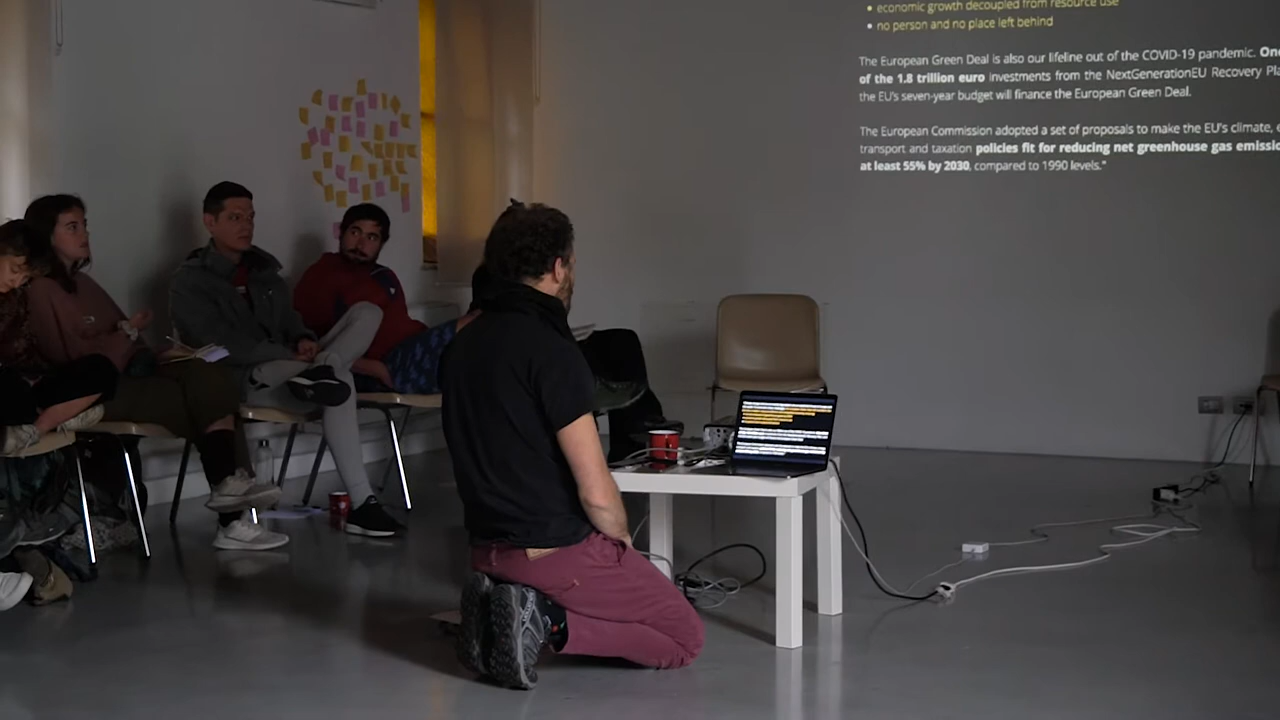 economic growth decoupled from resource use
no person and no place left behind
The European Green Deal is also our lifeline out of the COVID-19 pandemic. One
of the 1.8 trillion euro investments from the NextGenerationEU Recovery Pla
the EU's seven-year budget will finance the European Green Deal.
The European Commission adopted a set of proposals to make the EU's climate, e
transport and taxation policies fit for reducing net greenhouse gas emissio
at least 55% by 2030, compared to 1990 levels."